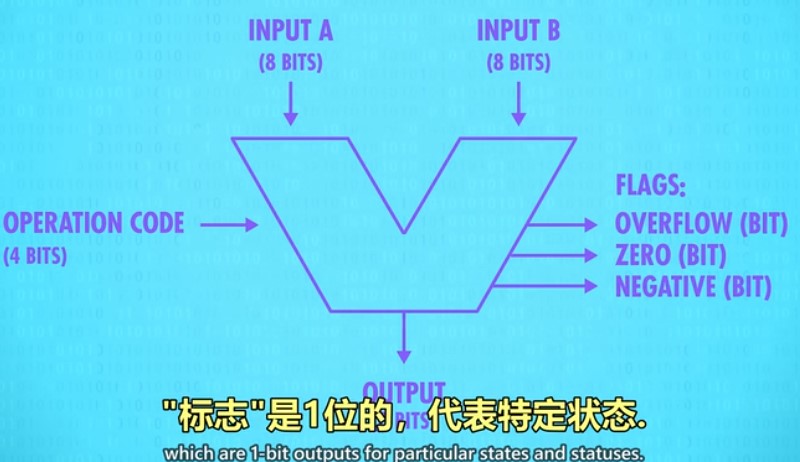 INPUT A
(8 BITS)
INPUT B
(8 BITS)
OPERATION CODE
(4 BITS)
FLAGS:
OVERFLOW (BIT)
ZERO (BIT)
NEGATIVE (BIT)
OUTPUT
BITS)
"标志"是1位的，代表特定状态.
which are 1-bit outputs for particular states and statuses.